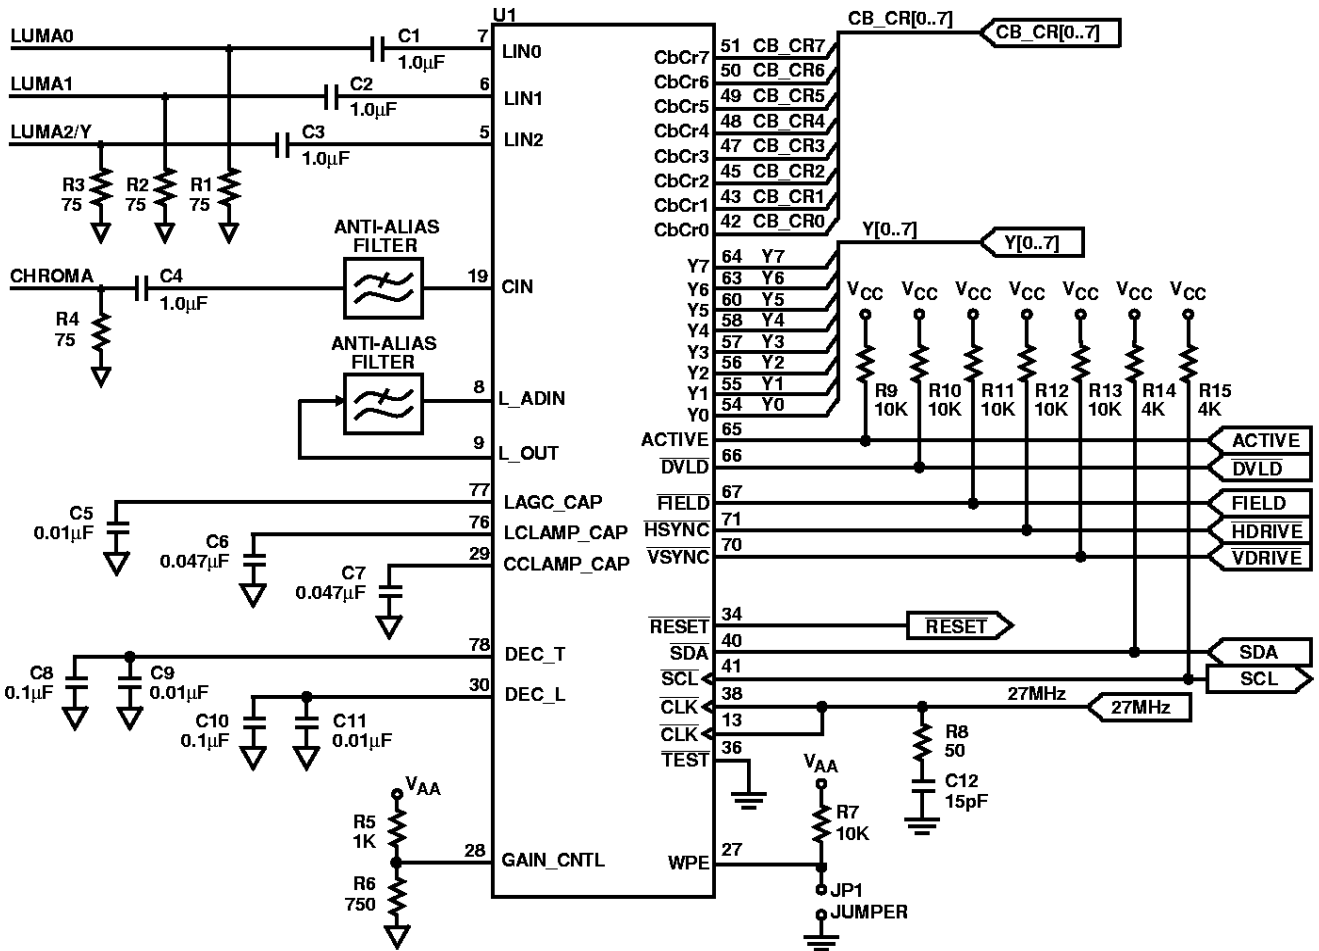 U1
LUMA0
C1
1.0µF
7
LIN0
LUMA1
C2
1.0µF
6
LIN1
LUMA2/Y
C3
1.0µF
5
LIN2
R3
75
R2
75
R1
75
ANTI-ALIAS
FILTER
CHROMA
C4
1.0µF
19
CIN
R4
75
ANTI-ALIAS
FILTER
8
L_ADIN
9
L_OUT
77
LAGC_CAP
C5
0.01µF
76
LCLAMP_CAP
C6
0.047µF
29
CCLAMP_CAP
C7
0.047µF
78
DEC_T
C8
0.1µF
C9
0.01µF
30
DEC_L
C10
0.1µF
C11
0.01µF
VAA
R5
1K
28
GAIN_CNTL
R6
750
CB_CR[0..7]
CB_CR[0..7]
CbCr7 51 CB_CR7
CbCr6 50 CB_CR6
CbCr5 49 CB_CR5
CbCr4 48 CB_CR4
CbCr3 47 CB_CR3
CbCr2 45 CB_CR2
CbCr1 43 CB_CR1
CbCr0 42 CB_CR0
Y[0..7]
Y[0..7]
Y7 64 Y7
Y6 63 Y6
Y5 60 Y5
Y4 58 Y4
Y3 57 Y3
Y2 56 Y2
Y1 55 Y1
Y0 54 Y0
VCC VCC VCC VCC VCC VCC VCC
R9 R10 R11 R12 R13 R14 R15
10K 10K 10K 10K 10K 4K 4K
ACTIVE 65 ACTIVE
DVLD 66 DVLD
FIELD 67 FIELD
HSYNC 71 HDRIVE
VSYNC 70 VDRIVE
RESET 34 RESET
SDA 40 SDA
SCL 41 SCL
CLK 38 27MHz 27MHz
CLK 13
TEST 36
R8
50
C12
15pF
VAA
R7
10K
WPE 27
JP1
JUMPER